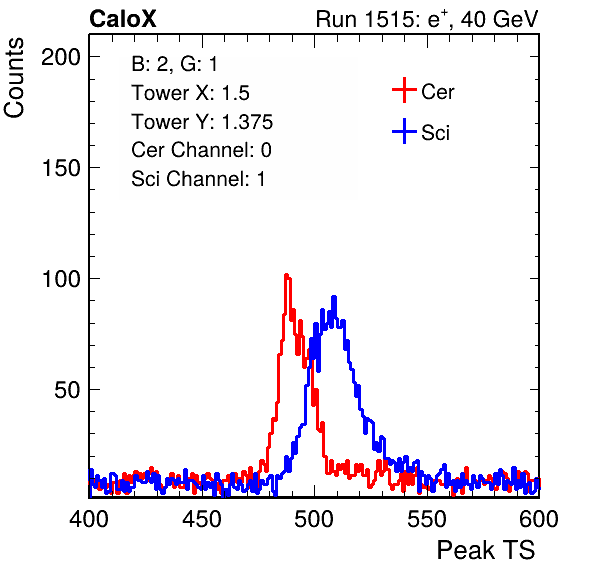 CaloX Run 1515: e⁺, 40 GeV
Counts
B: 2, G: 1
Tower X: 1.5
Tower Y: 1.375
Cer Channel: 0
Sci Channel: 1
Cer
Sci
200
150
100
50
400 450 500 550 600
Peak TS